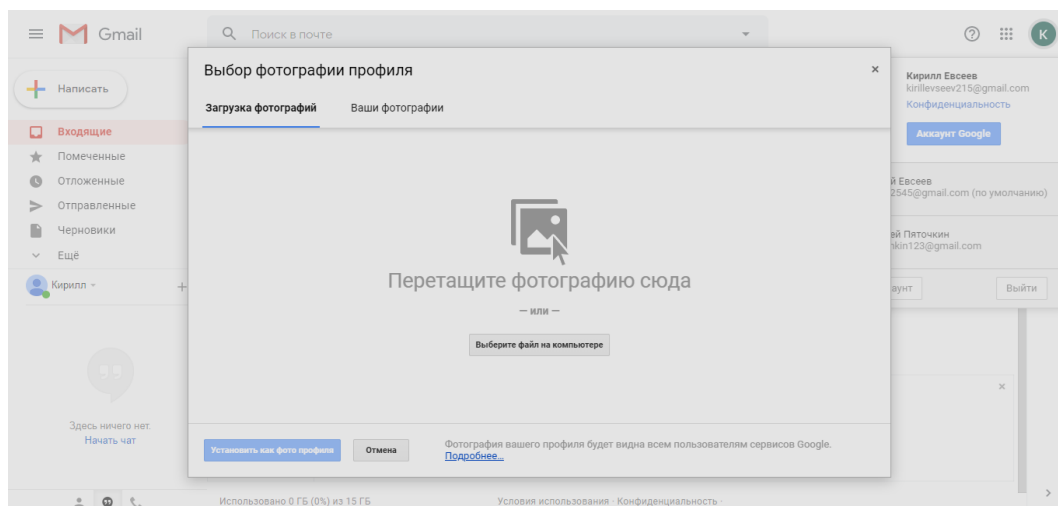 Gmail
Поиск в почте
К
Написать
Входящие
Помеченные
Отложенные
Отправленные
Черновики
Ещё
Кирилл
Здесь ничего нет.
Начать чат
Выбор фотографии профиля
Загрузка фотографий
Ваши фотографии
Перетащите фотографию сюда
— или —
Выберите файл на компьютере
Установить как фото профиля
Отмена
Фотография вашего профиля будет видна всем пользователям сервисов Google.
Подробнее...
Кирилл Евсеев
kirillevseev215@gmail.com
Конфиденциальность
Аккаунт Google
й Евсеев
2545@gmail.com (по умолчанию)
ей Пяточкин
nkin123@gmail.com
аунт
Выйти
Использовано 0 ГБ (0%) из 15 ГБ
Условия использования · Конфиденциальность ·